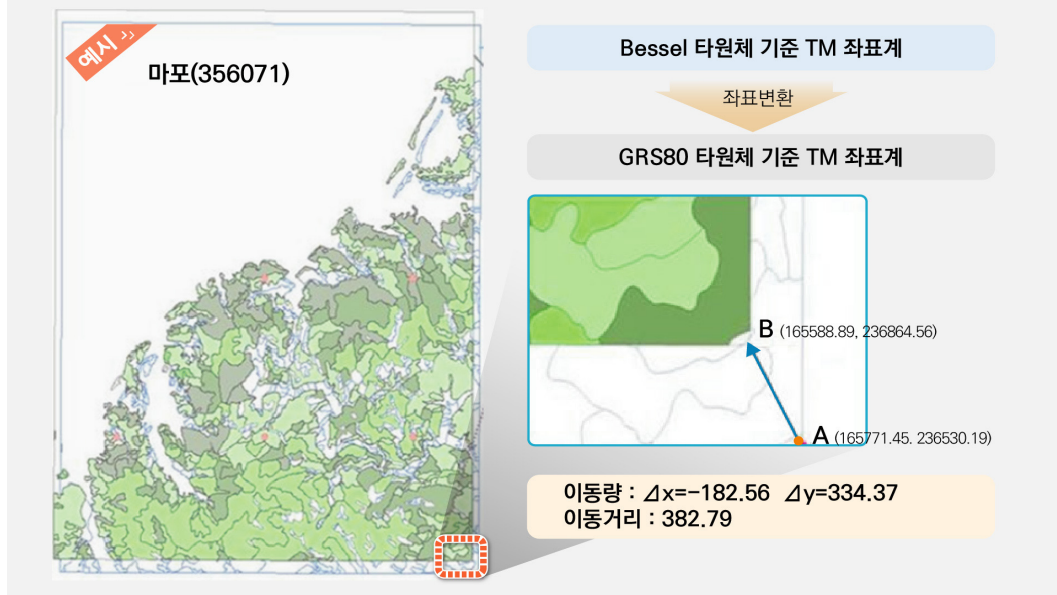 예시
마포(356071)
Bessel 타원체 기준 TM 좌표계
좌표변환
GRS80 타원체 기준 TM 좌표계
B (165588.89, 236864.56)
A (165771.45. 236530.19)
이동량 : ⊿x=-182.56 ⊿y=334.37
이동거리 : 382.79